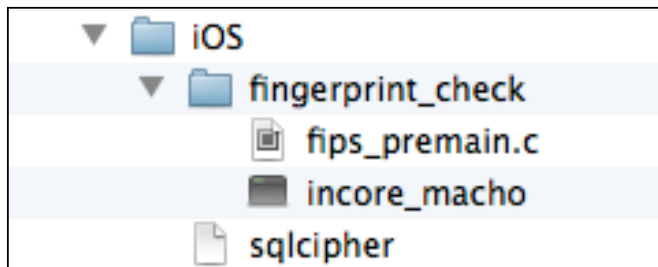 iOS
fingerprint_check
fips_premain.c
incore_macho
sqlcipher